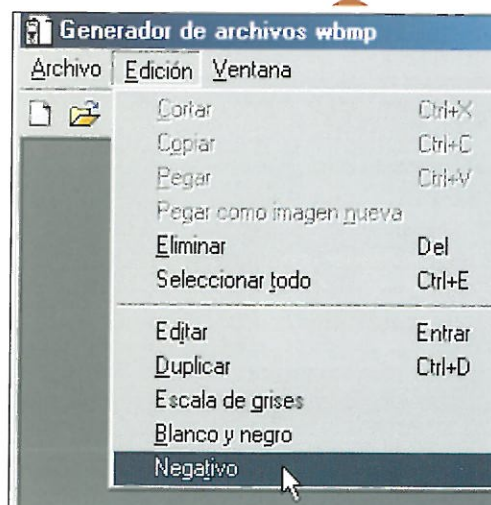 Generador de archivos wbmp
Archivo Edición Ventana
Cortar Ctrl+X
Copiar Ctrl+C
Pegar Ctrl+V
Pegar como imagen nueva
Eliminar Del
Seleccionar todo Ctrl+E
Editar Entrar
Duplicar Ctrl+D
Escala de grises
Blanco y negro
Negativo